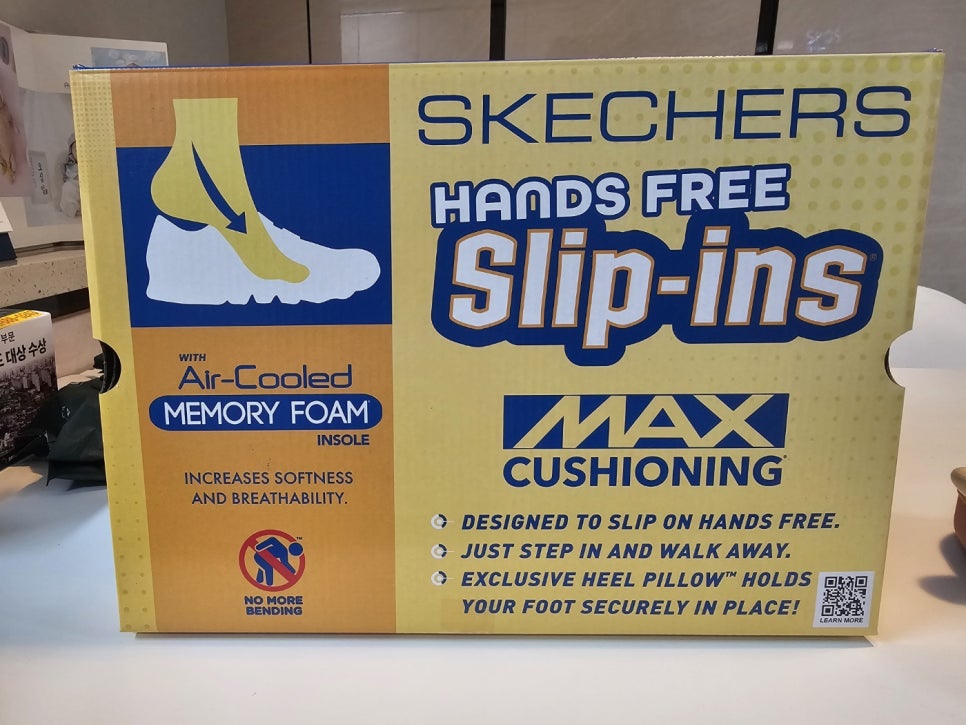 SKECHERS
HANDS FREE
Slip-ins®
WITH
Air-Cooled
MEMORY FOAM
INSOLE
INCREASES SOFTNESS
AND BREATHABILITY.
NO MORE
BENDING
MAX
CUSHIONING
DESIGNED TO SLIP ON HANDS FREE.
JUST STEP IN AND WALK AWAY.
EXCLUSIVE HEEL PILLOW™ HOLDS
YOUR FOOT SECURELY IN PLACE!
LEARN MORE
부문
대상 수상